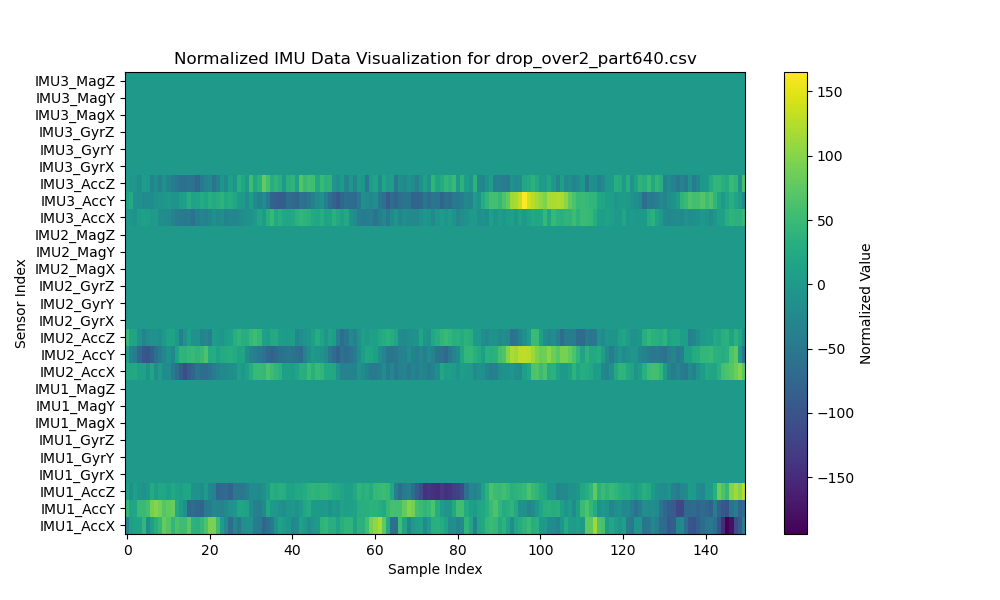 Normalized IMU Data Visualization for drop_over2_part640.csv
IMU3_MagZ
IMU3_MagY
IMU3_MagX
IMU3_GyrZ
IMU3_GyrY
IMU3_GyrX
IMU3_AccZ
IMU3_AccY
IMU3_AccX
IMU2_MagZ
IMU2_MagY
IMU2_MagX
IMU2_GyrZ
IMU2_GyrY
IMU2_GyrX
IMU2_AccZ
IMU2_AccY
IMU2_AccX
IMU1_MagZ
IMU1_MagY
IMU1_MagX
IMU1_GyrZ
IMU1_GyrY
IMU1_GyrX
IMU1_AccZ
IMU1_AccY
IMU1_AccX
Sensor Index
0 20 40 60 80 100 120 140
Sample Index
150
100
50
0
−50
−100
−150
Normalized Value